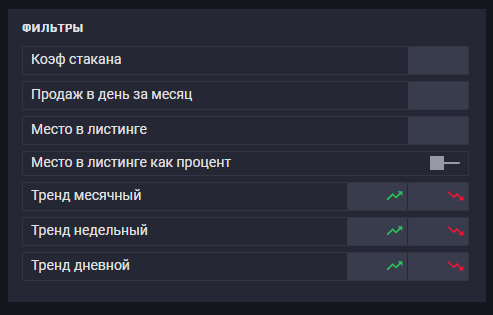 ФИЛЬТРЫ
Коэф стакана
Продаж в день за месяц
Место в листинге
Место в листинге как процент
Тренд месячный
Тренд недельный
Тренд дневной